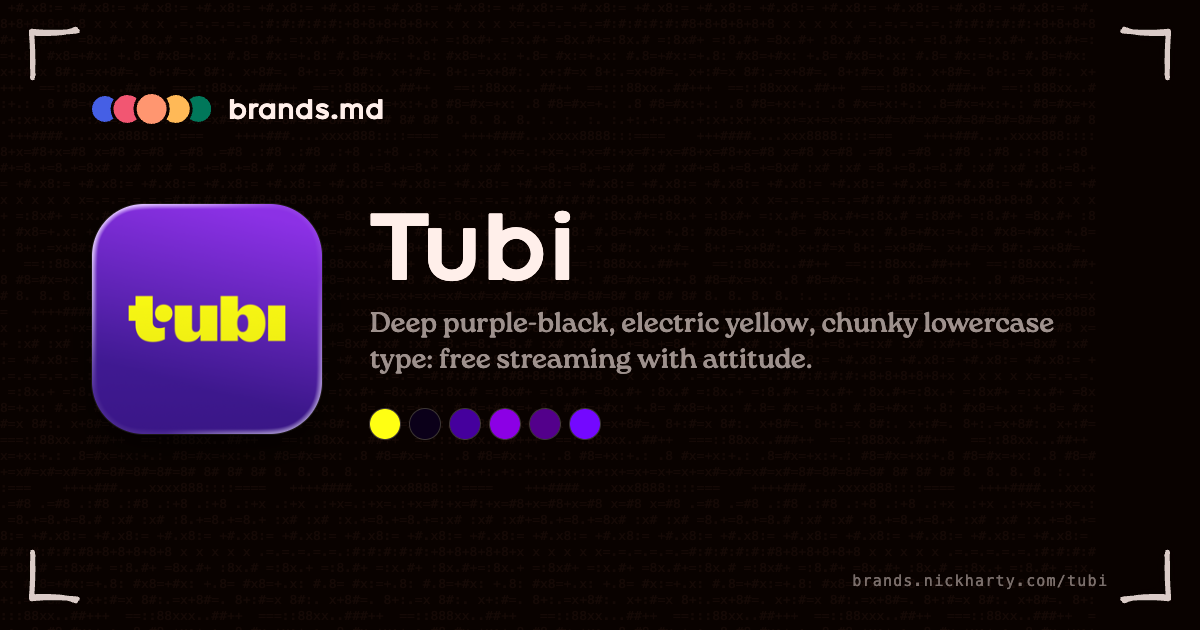 brands.md
tubi
Tubi
Deep purple-black, electric yellow, chunky lowercase
type: free streaming with attitude.
brands.nickharty.com/tubi